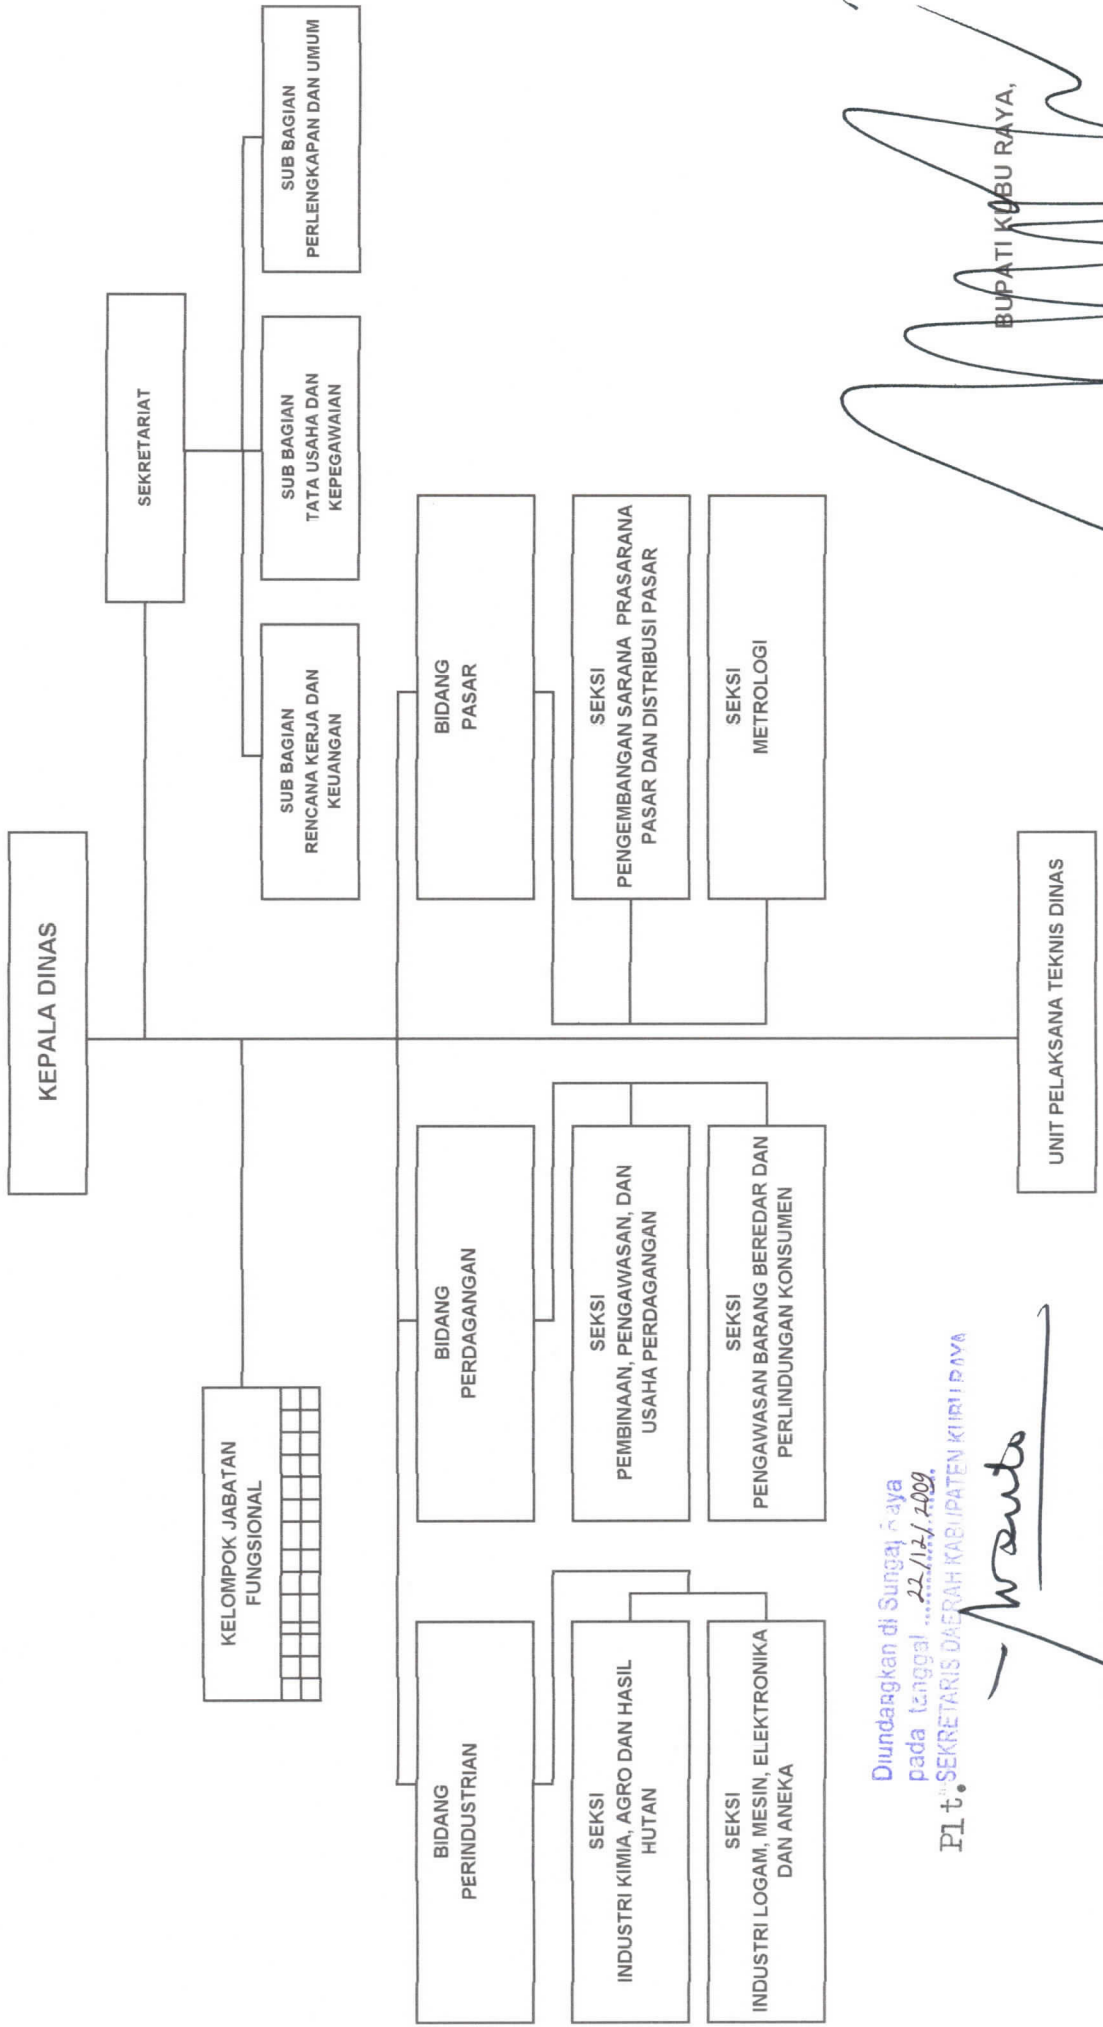 KEPALA DINAS
SEKRETARIAT
KELOMPOK JABATAN
FUNGSIONAL
SUB BAGIAN
RENCANA KERJA DAN
KEUANGAN
SUB BAGIAN
TATA USAHA DAN
KEPEGAWAIAN
SUB BAGIAN
PERLENGKAPAN DAN UMUM
BIDANG
PERINDUSTRIAN
BIDANG
PERDAGANGAN
BIDANG
PASAR
SEKSI
INDUSTRI KIMIA, AGRO DAN HASIL
HUTAN
SEKSI
PEMBINAAN, PENGAWASAN, DAN
USAHA PERDAGANGAN
SEKSI
PENGEMBANGAN SARANA PRASARANA
PASAR DAN DISTRIBUSI PASAR
SEKSI
INDUSTRI LOGAM, MESIN, ELEKTRONIKA
DAN ANEKA
SEKSI
PENGAWASAN BARANG BEREDAR DAN
PERLINDUNGAN KONSUMEN
SEKSI
METROLOGI
UNIT PELAKSANA TEKNIS DINAS
Diundangkan di Sungai Raya
pada tanggal 22/12/2009
Plt. SEKRETARIS DAERAH KABUPATEN KUBU RAYA
BUPATI KUBU RAYA,